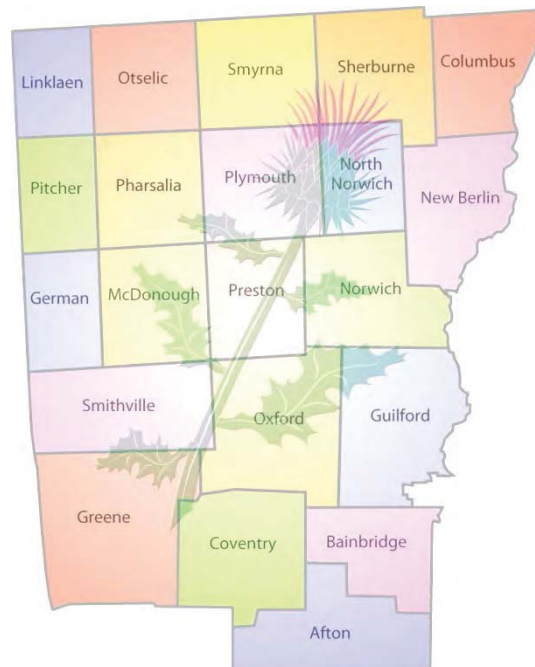 Linklaen
Otselic
Smyrna
Sherburne
Columbus
Pitcher
Pharsalia
Plymouth
North
Norwich
New Berlin
German
McDonough
Preston
Norwich
Smithville
Oxford
Guilford
Greene
Coventry
Bainbridge
Afton